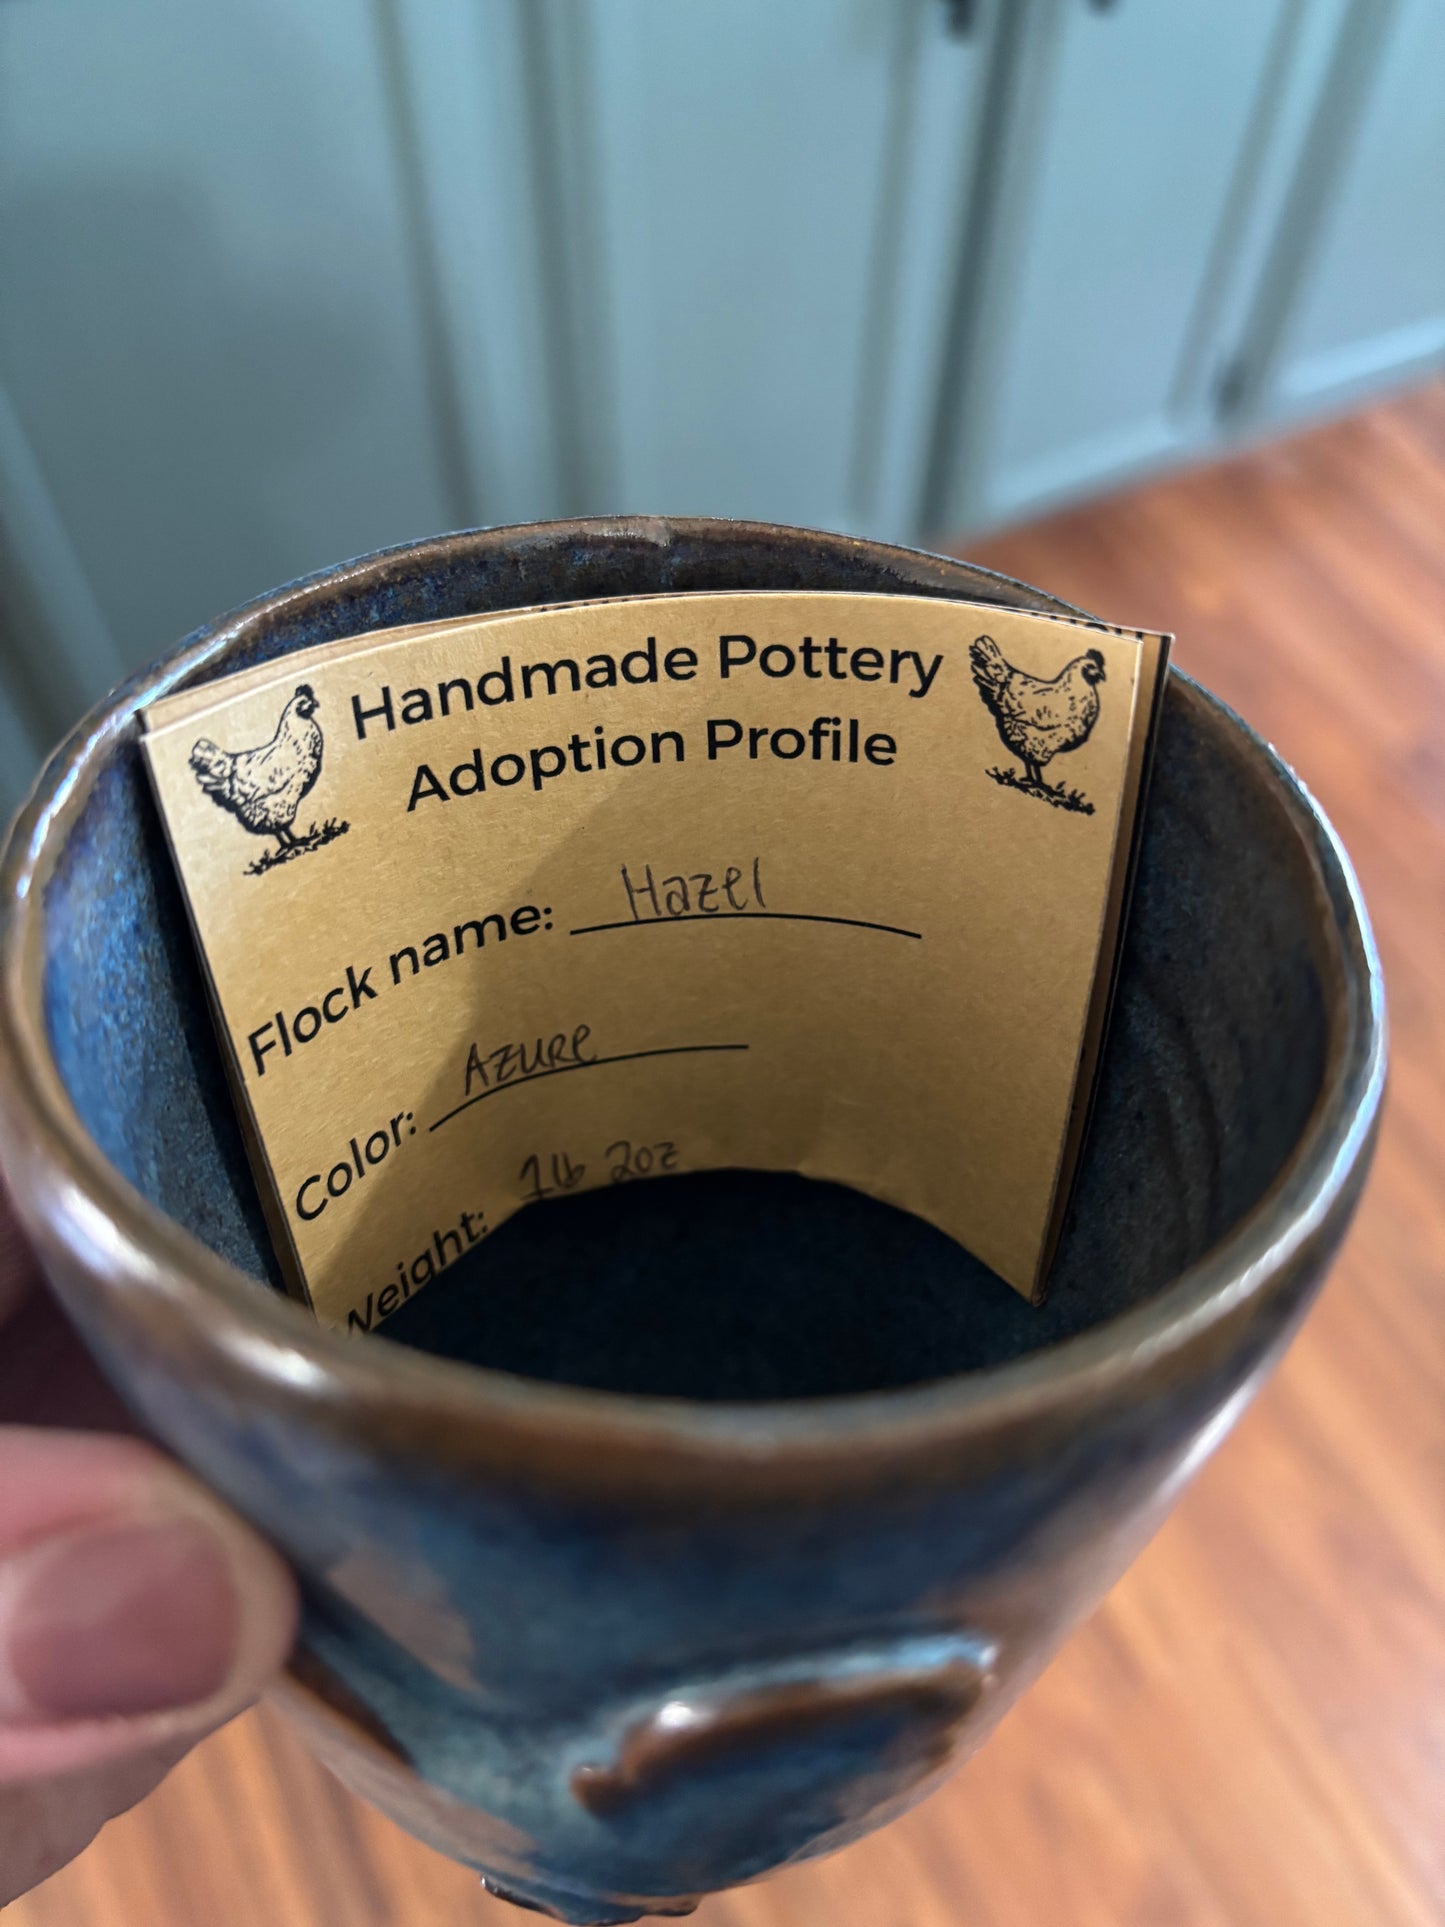 Handmade Pottery
Adoption Profile
Flock name: Hazel
Color: Azure
Weight: 1lb 2oz